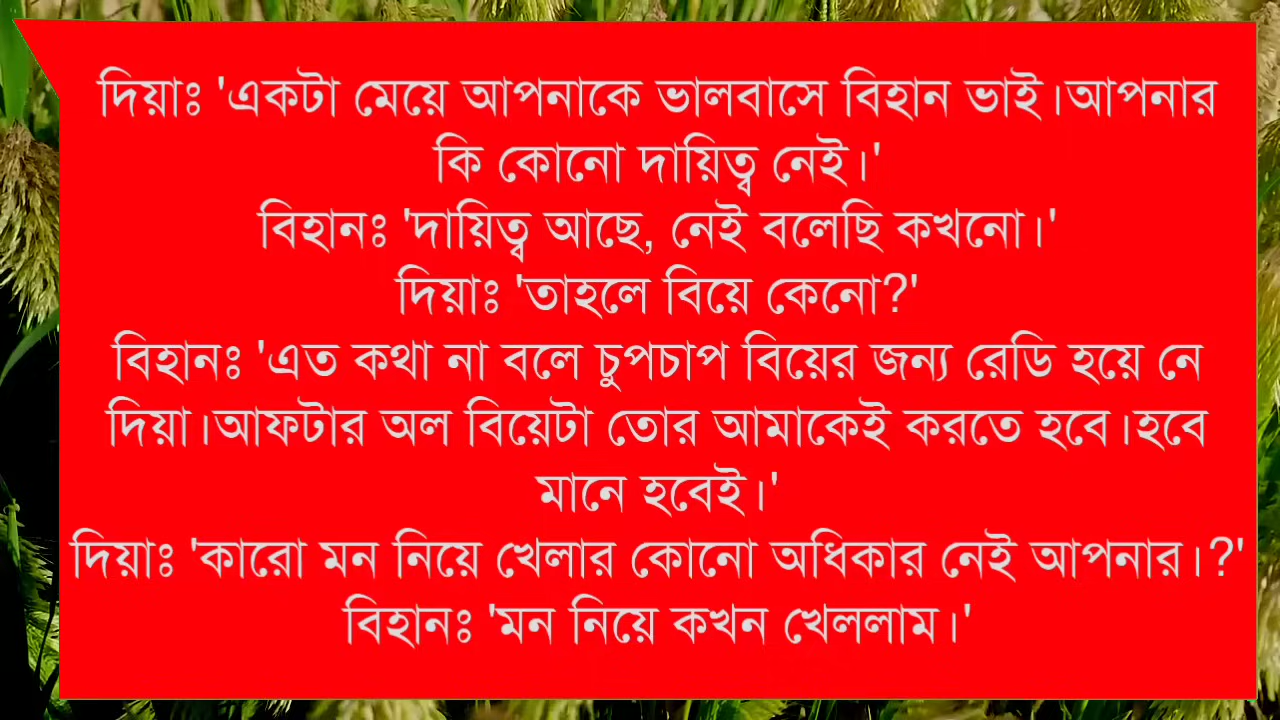 দিয়াঃ 'একটা মেয়ে আপনাকে ভালবাসে বিহান ভাই।আপনার
কি কোনো দায়িত্ব নেই।'
বিহানঃ 'দায়িত্ব আছে, নেই বলেছি কখনো।'
দিয়াঃ 'তাহলে বিয়ে কেনো?'
বিহানঃ 'এত কথা না বলে চুপচাপ বিয়ের জন্য রেডি হয়ে নে
দিয়া।আফটার অল বিয়েটা তোর আমাকেই করতে হবে।হবে
মানে হবেই।'
দিয়াঃ 'কারো মন নিয়ে খেলার কোনো অধিকার নেই আপনার।?'
বিহানঃ 'মন নিয়ে কখন খেললাম।'